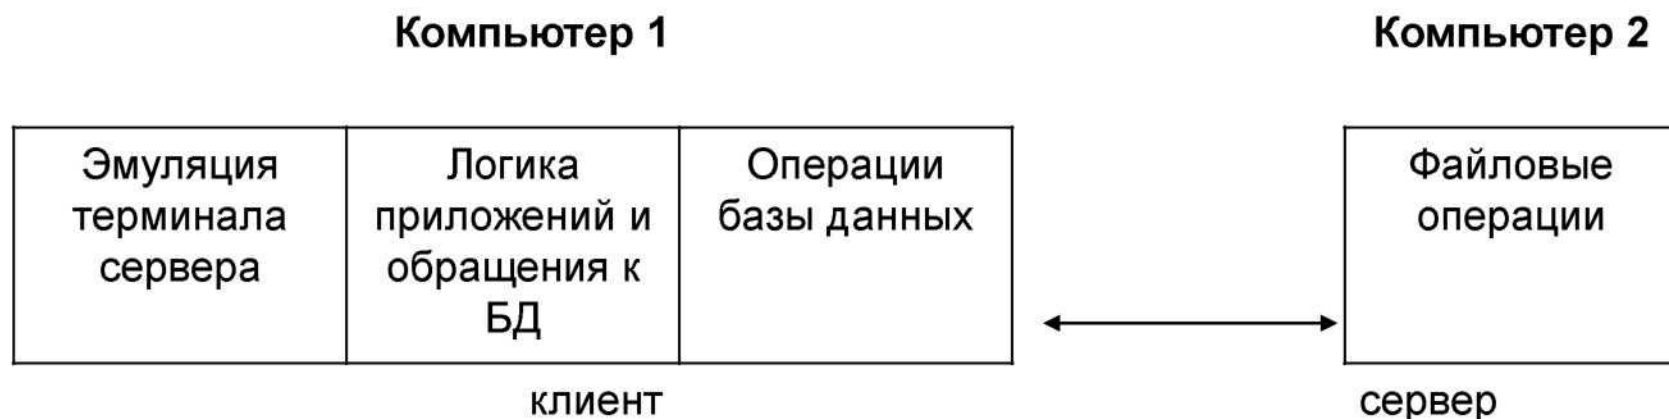 Компьютер 1
Компьютер 2
Эмуляция
терминала
сервера
Логика
приложений и
обращения к
БД
Операции
базы данных
Файловые
операции
клиент
сервер